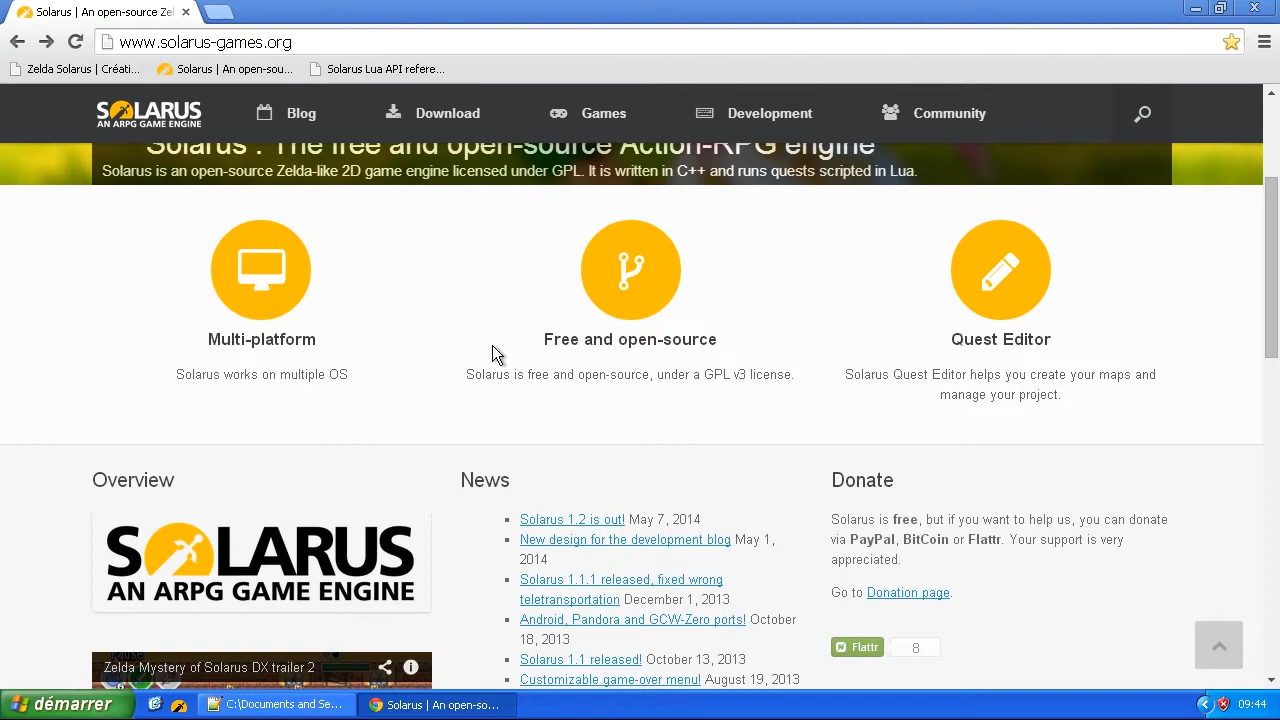 Solarus | An open-source Zel
www.solarus-games.org
Zelda Solarus | Créati...
Solarus | An open-sou...
Solarus Lua API refere...
SOLARUS
AN ARPG GAME ENGINE
Blog
Download
Games
Development
Community
Solarus : The free and open-source Action-RPG engine
Solarus is an open-source Zelda-like 2D game engine licensed under GPL. It is written in C++ and runs quests scripted in Lua.
Multi-platform
Solarus works on multiple OS
Free and open-source
Solarus is free and open-source, under a GPL v3 license.
Quest Editor
Solarus Quest Editor helps you create your maps and
manage your project.
Overview
SOLARUS
AN ARPG GAME ENGINE
Zelda Mystery of Solarus DX trailer 2
News
Solarus 1.2 is out! May 7, 2014
New design for the development blog May 1,
2014
Solarus 1.1.1 released, fixed wrong
teletransportation December 1, 2013
Android, Pandora and GCW-Zero ports! October
18, 2013
Solarus 1.1 released! October 13, 2013
Customizable game-over menu! August 19, 2013
Donate
Solarus is free, but if you want to help us, you can donate
via PayPal, BitCoin or Flattr. Your support is very
appreciated.
Go to Donation page.
Flattr 8
démarrer
C:\Documents and Se...
Solarus | An open-so...
09:44